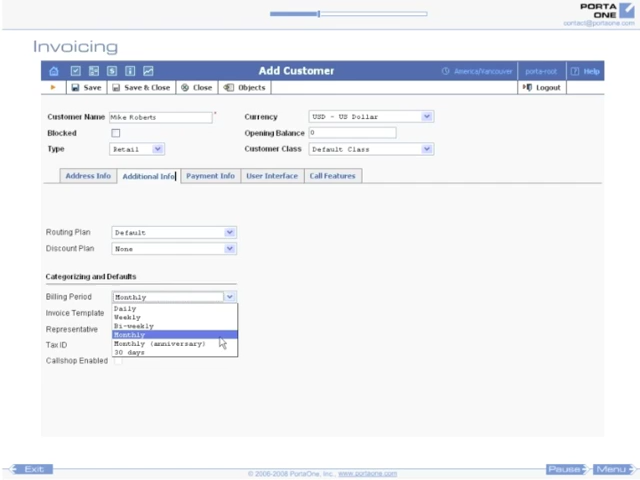 PORTA ONE
contact@portaone.com
Invoicing
Add Customer
America/Vancouver porta-root ? Help
Save Save & Close Close Objects Logout
Customer Name Mike Roberts * Currency USD - US Dollar
Blocked Opening Balance 0
Type Retail Customer Class Default Class
Address Info Additional Info Payment Info User Interface Call Features
Routing Plan Default
Discount Plan None
Categorizing and Defaults
Billing Period Monthly
Invoice Template Daily
Weekly
Representative Bi-weekly
Monthly
Tax ID Monthly (anniversary)
30 days
Callshop Enabled
Exit © 2006-2008 PortaOne, Inc., www.portaone.com Pause Menu